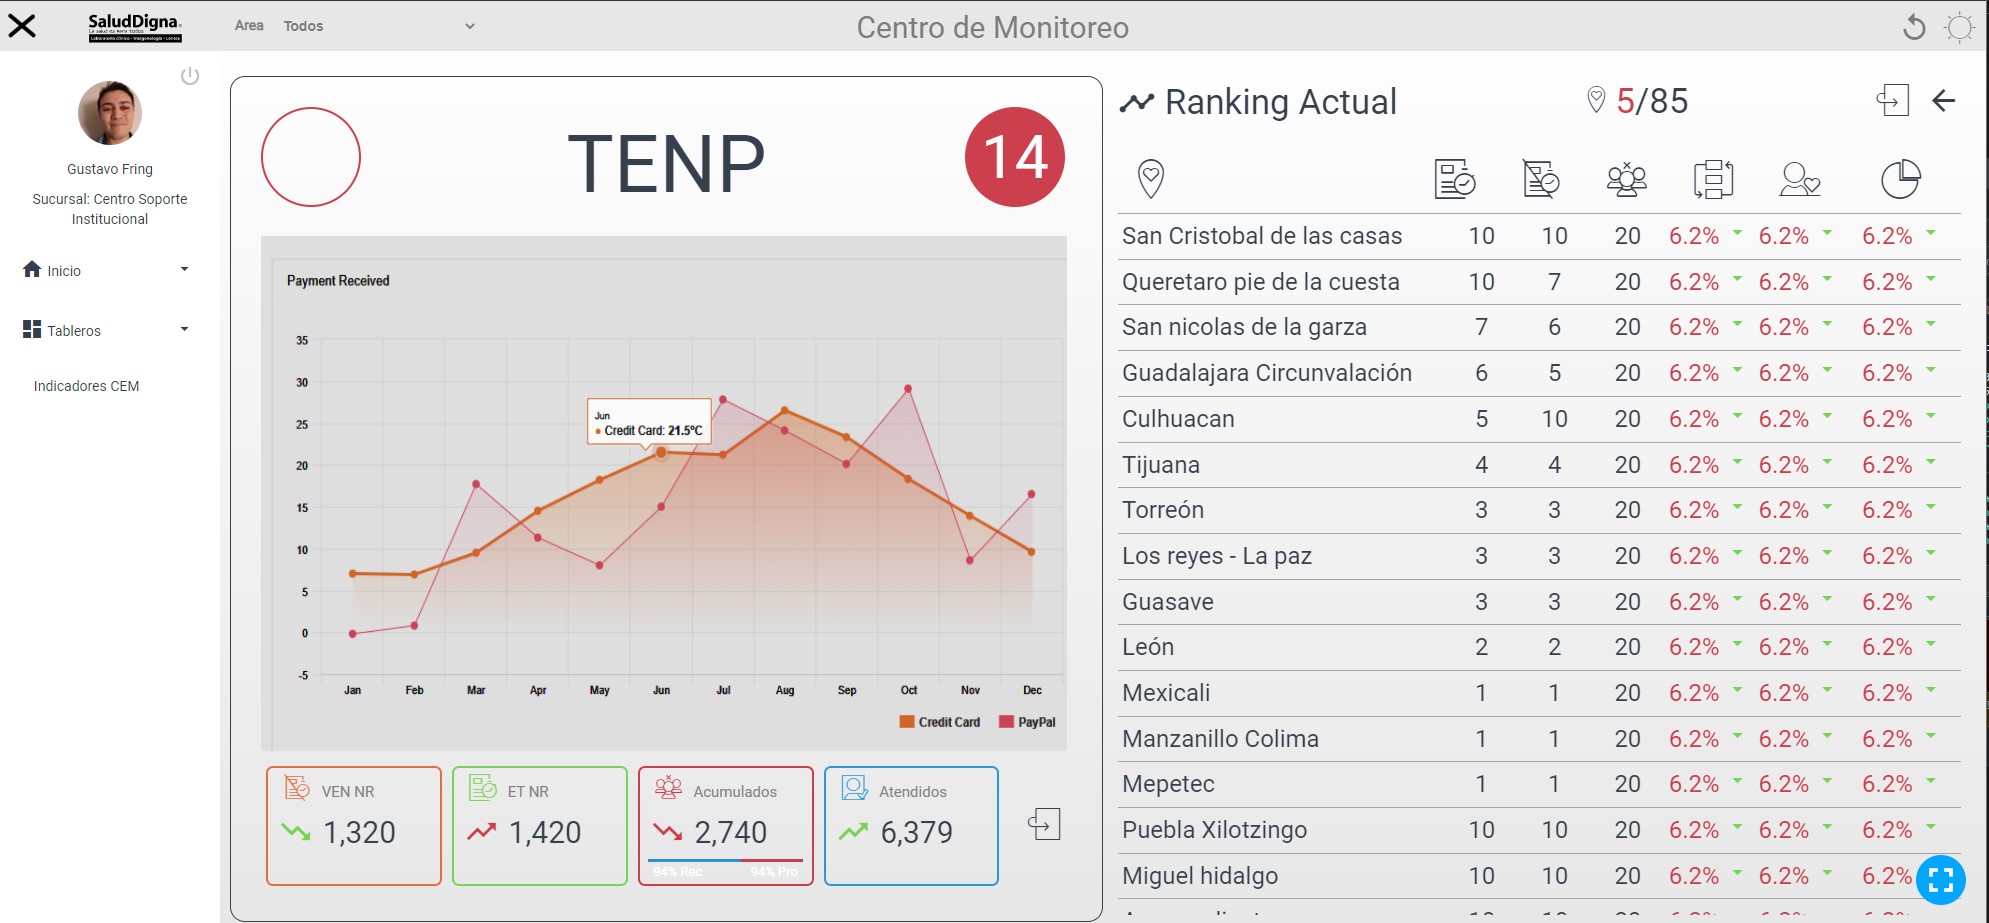 SaludDigna.
La salud es para todos
Laboratorio clínico - Imagenología - Lentes
Area Todos
Centro de Monitoreo
Gustavo Fring
Sucursal: Centro Soporte
Institucional
Inicio
Tableros
Indicadores CEM
TENP
14
Payment Received
35
30
25
20
15
10
5
0
-5
Jun
Credit Card: 21.5ºC
Jan Feb Mar Apr May Jun Jul Aug Sep Oct Nov Dec
Credit Card PayPal
VEN NR
1,320
ET NR
1,420
Acumulados
2,740
94% Rec 94% Pro
Atendidos
6,379
Ranking Actual 5/85
San Cristobal de las casas 10 10 20 6.2% 6.2% 6.2%
Queretaro pie de la cuesta 10 7 20 6.2% 6.2% 6.2%
San nicolas de la garza 7 6 20 6.2% 6.2% 6.2%
Guadalajara Circunvalación 6 5 20 6.2% 6.2% 6.2%
Culhuacan 5 10 20 6.2% 6.2% 6.2%
Tijuana 4 4 20 6.2% 6.2% 6.2%
Torreón 3 3 20 6.2% 6.2% 6.2%
Los reyes - La paz 3 3 20 6.2% 6.2% 6.2%
Guasave 3 3 20 6.2% 6.2% 6.2%
León 2 2 20 6.2% 6.2% 6.2%
Mexicali 1 1 20 6.2% 6.2% 6.2%
Manzanillo Colima 1 1 20 6.2% 6.2% 6.2%
Mepetec 1 1 20 6.2% 6.2% 6.2%
Puebla Xilotzingo 10 10 20 6.2% 6.2% 6.2%
Miguel hidalgo 10 10 20 6.2% 6.2% 6.2%